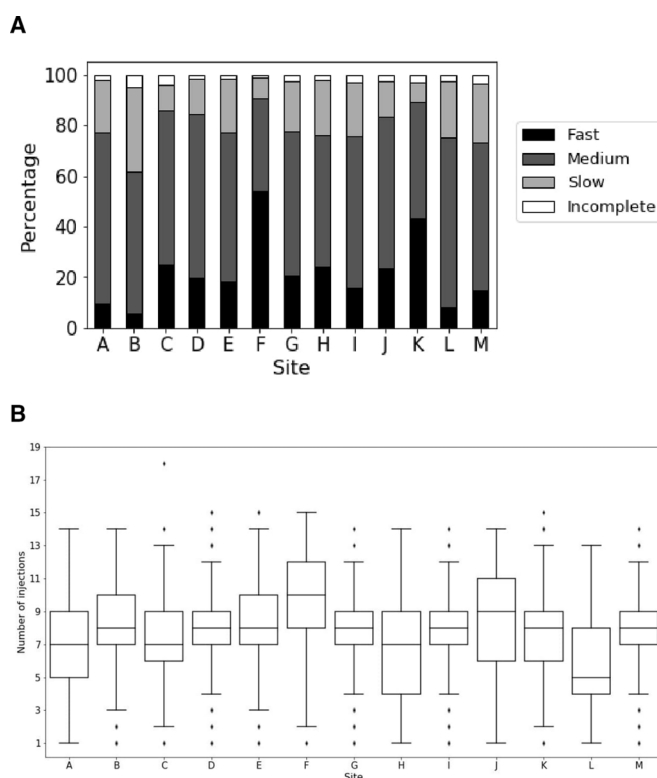 A
100
80
60
40
20
0
Percentage
A B C D E F G H I J K L M
Site
Fast
Medium
Slow
Incomplete
B
19
17
15
13
11
9
7
5
3
1
Number of injections
A B C D E F G H I J K L M
Site